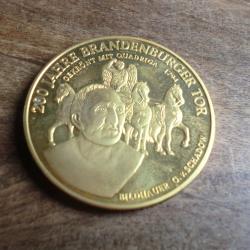 200 JAHRE BRANDENBURGER TOR
GEKRÖNT MIT QUADRIGA
BILDHAUER G. v. SCHADOW